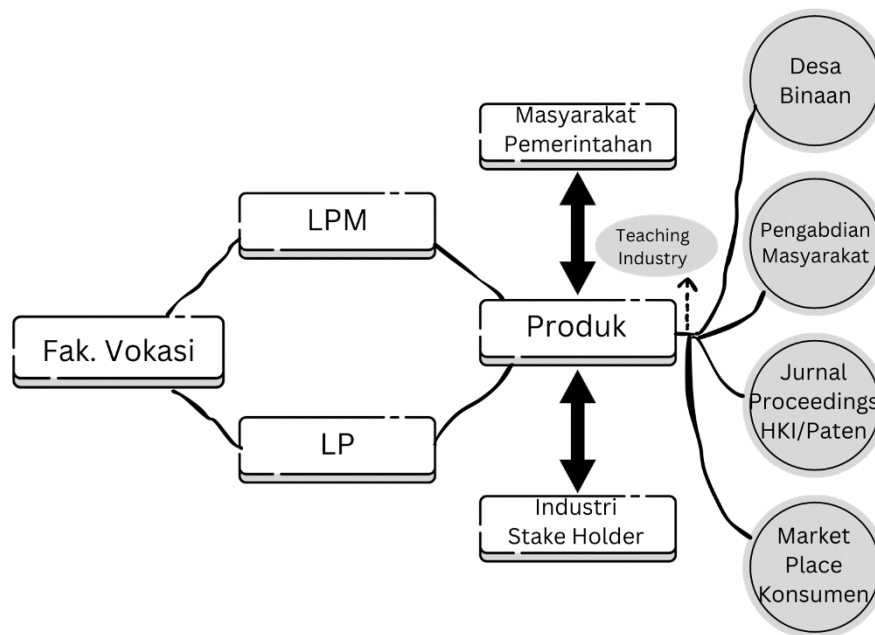 Fak. Vokasi
LPM
LP
Masyarakat
Pemerintahan
Produk
Industri
Stake Holder
Teaching
Industry
Desa
Binaan
Pengabdian
Masyarakat
Jurnal
Proceedings
HKI/Paten
Market
Place
Konsumen